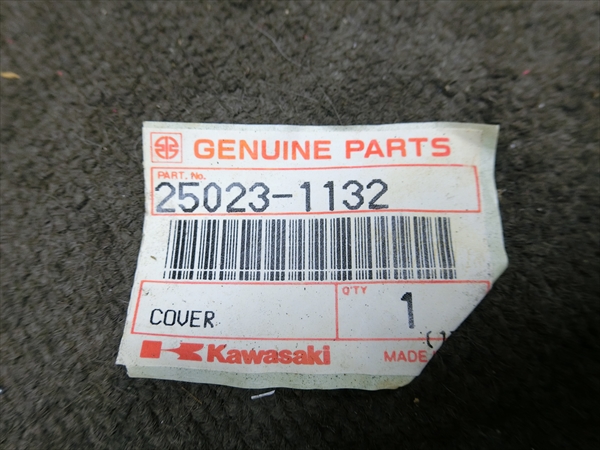 GENUINE PARTS
PART. No.
25023-1132
Q'TY
COVER
1
Kawasaki
MADE